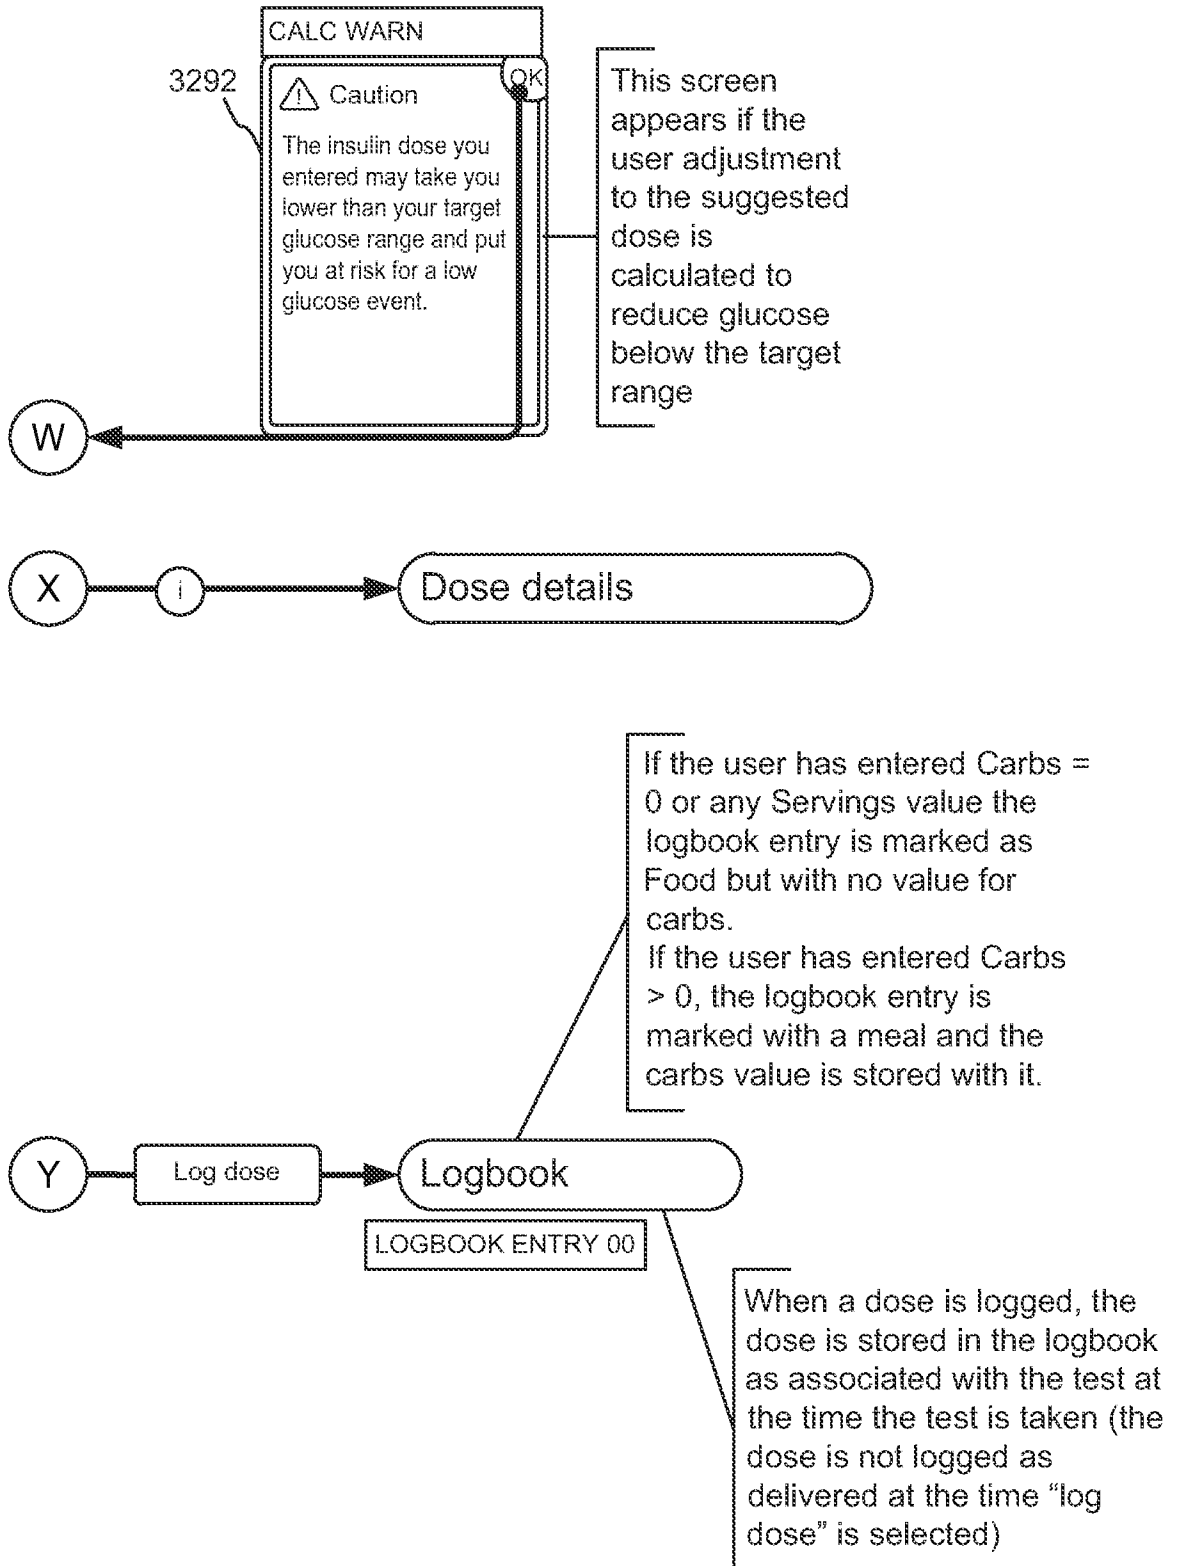 CALC WARN
3292
OK
Caution
The insulin dose you
entered may take you
lower than your target
glucose range and put
you at risk for a low
glucose event.
This screen
appears if the
user adjustment
to the suggested
dose is
calculated to
reduce glucose
below the target
range
W
X
i
Dose details
If the user has entered Carbs =
0 or any Servings value the
logbook entry is marked as
Food but with no value for
carbs.
If the user has entered Carbs
> 0, the logbook entry is
marked with a meal and the
carbs value is stored with it.
Y
Log dose
Logbook
LOGBOOK ENTRY 00
When a dose is logged, the
dose is stored in the logbook
as associated with the test at
the time the test is taken (the
dose is not logged as
delivered at the time “log
dose” is selected)